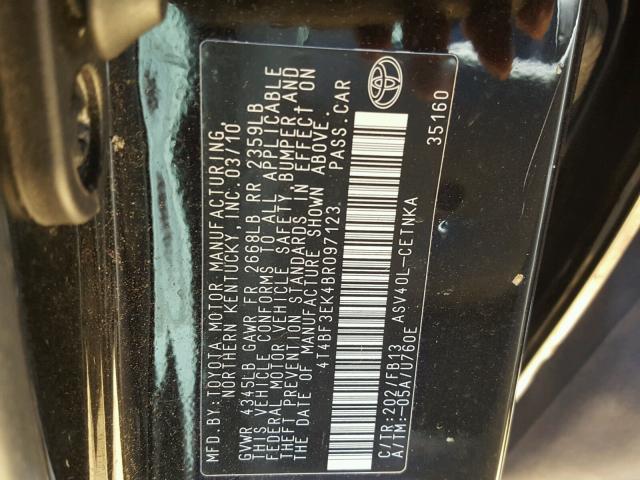 MFD. BY: TOYOTA MOTOR MANUFACTURING,
NORTHERN KENTUCKY, INC. 03/10
GVWR 4345LB GAWR FR 2668LB RR 2359LB
THIS VEHICLE CONFORMS TO ALL APPLICABLE
FEDERAL MOTOR VEHICLE SAFETY, BUMPER AND
THEFT PREVENTION STANDARDS IN EFFECT ON
THE DATE OF MANUFACTURE SHOWN ABOVE.
4T4BF3EK4BR097123 PASS. CAR
C/TR:202/FB13 ASV40L-CETNKA
A/TM:-05A/U760E 35160